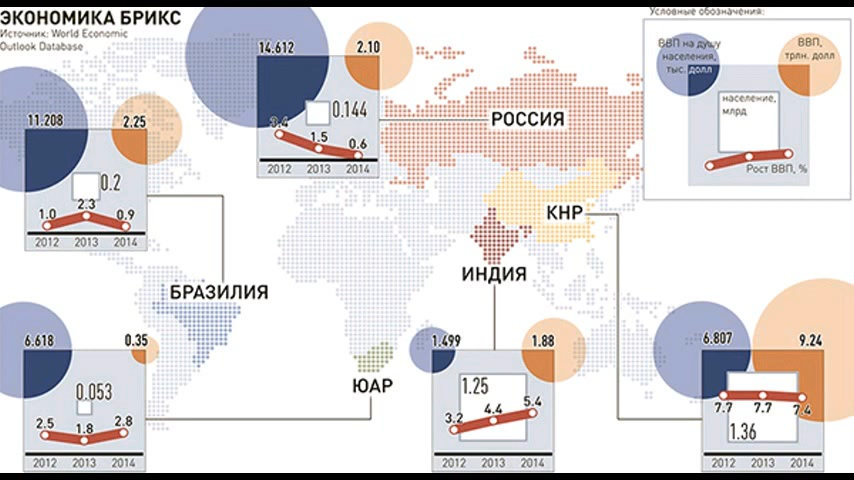 ЭКОНОМИКА БРИКС
Источник: World Economic
Outlook Database
Условные обозначения:
ВВП на душу
населения,
тыс. долл
ВВП,
трлн. долл
население,
млрд
Рост ВВП, %
14.612
2.10
0.144
3.4
1.5
0.6
2012 2013 2014
РОССИЯ
11.208
2.25
0.2
1.0
2.3
0.9
2012 2013 2014
БРАЗИЛИЯ
КНР
ИНДИЯ
ЮАР
6.618
0.35
0.053
2.5
1.8
2.8
2012 2013 2014
1.499
1.88
1.25
3.2
4.4
5.4
2012 2013 2014
6.807
9.24
7.7
7.7
7.4
1.36
2012 2013 2014